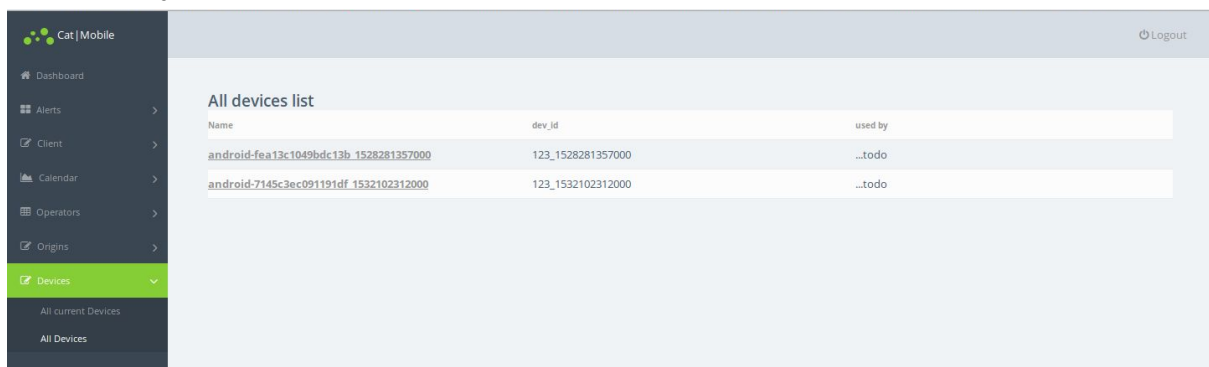 Cat|Mobile
Logout
Dashboard
Alerts
Client
Calendar
Operators
Origins
Devices
All current Devices
All Devices
All devices list
Name dev_id used by
android-fea13c1049bdc13b_1528281357000 123_1528281357000 ...todo
android-7145c3ec091191df_1532102312000 123_1532102312000 ...todo